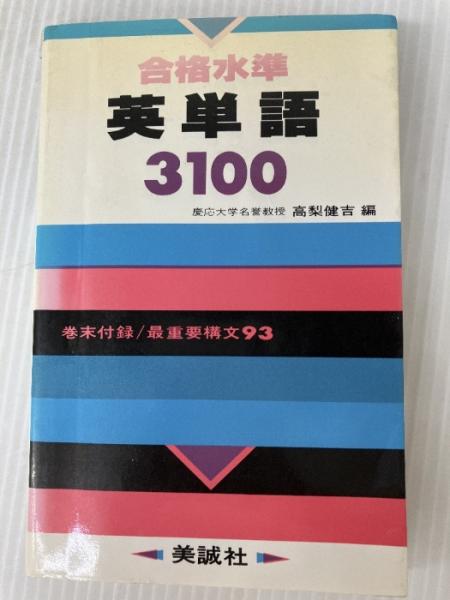 合格水準
英単語
3100
慶応大学名誉教授 高梨健吉 編
巻末付録/最重要構文93
美誠社